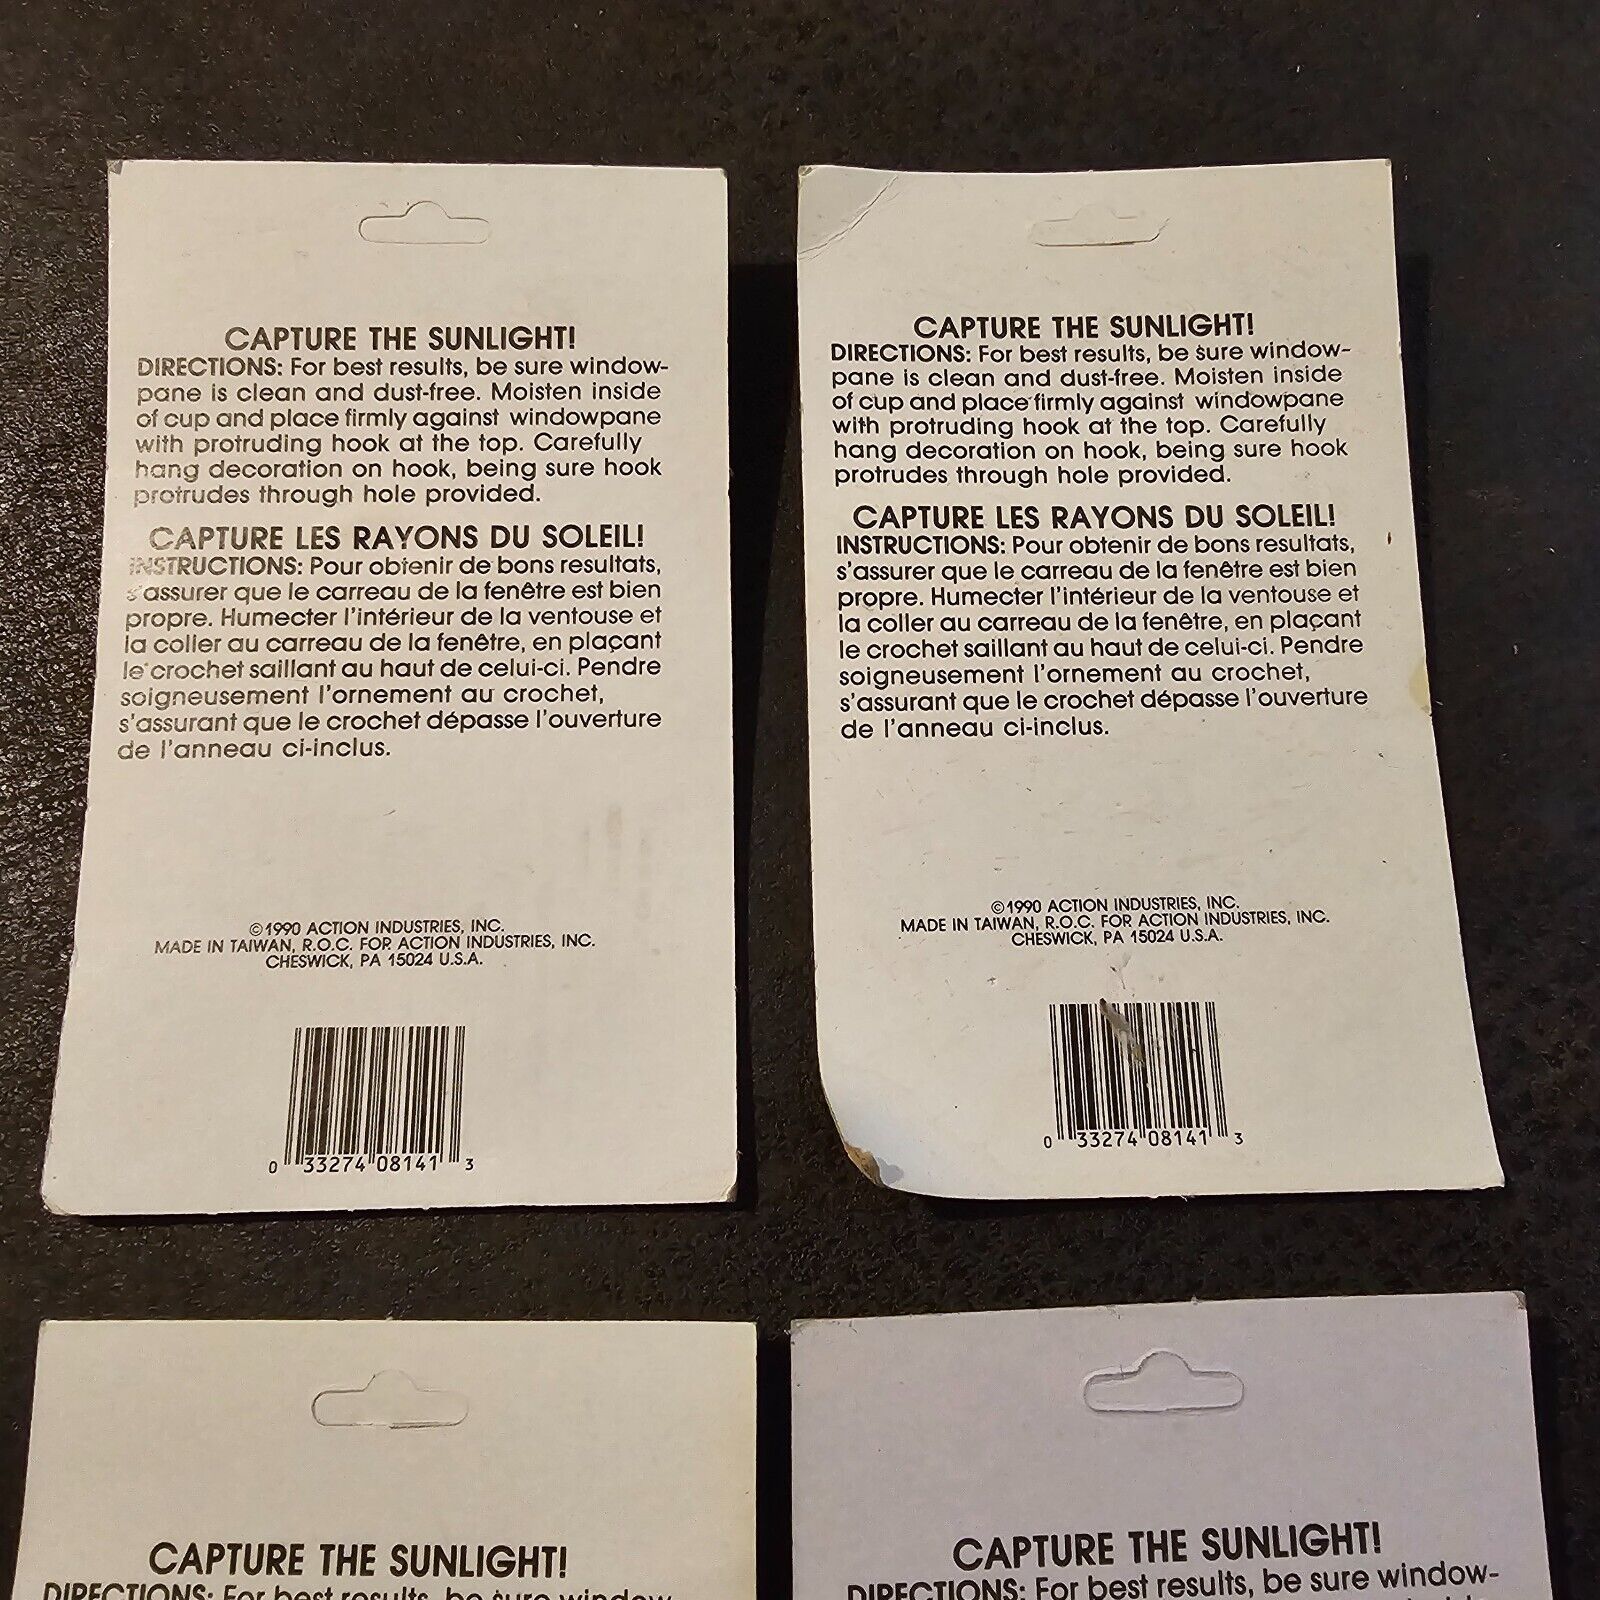 CAPTURE THE SUNLIGHT!
DIRECTIONS: For best results, be sure window-
pane is clean and dust-free. Moisten inside
of cup and place firmly against windowpane
with protruding hook at the top. Carefully
hang decoration on hook, being sure hook
protrudes through hole provided.
CAPTURE LES RAYONS DU SOLEIL!
INSTRUCTIONS: Pour obtenir de bons resultats,
s'assurer que le carreau de la fenêtre est bien
propre. Humecter l'intérieur de la ventouse et
la coller au carreau de la fenêtre, en plaçant
le crochet saillant au haut de celui-ci. Pendre
soigneusement l'ornement au crochet,
s'assurant que le crochet dépasse l'ouverture
de l'anneau ci-inclus.
©1990 ACTION INDUSTRIES, INC.
MADE IN TAIWAN, R.O.C. FOR ACTION INDUSTRIES, INC.
CHESWICK, PA 15024 U.S.A.
0 33274 08141 3
CAPTURE THE SUNLIGHT!
DIRECTIONS: For best results, be sure window-
pane is clean and dust-free. Moisten inside
of cup and place firmly against windowpane
with protruding hook at the top. Carefully
hang decoration on hook, being sure hook
protrudes through hole provided.
CAPTURE LES RAYONS DU SOLEIL!
INSTRUCTIONS: Pour obtenir de bons resultats,
s'assurer que le carreau de la fenêtre est bien
propre. Humecter l'intérieur de la ventouse et
la coller au carreau de la fenêtre, en plaçant
le crochet saillant au haut de celui-ci. Pendre
soigneusement l'ornement au crochet,
s'assurant que le crochet dépasse l'ouverture
de l'anneau ci-inclus.
©1990 ACTION INDUSTRIES, INC.
MADE IN TAIWAN, R.O.C. FOR ACTION INDUSTRIES, INC.
CHESWICK, PA 15024 U.S.A.
0 33274 08141 3
CAPTURE THE SUNLIGHT!
DIRECTIONS: For best results, be sure window-
CAPTURE THE SUNLIGHT!
DIRECTIONS: For best results, be sure window-